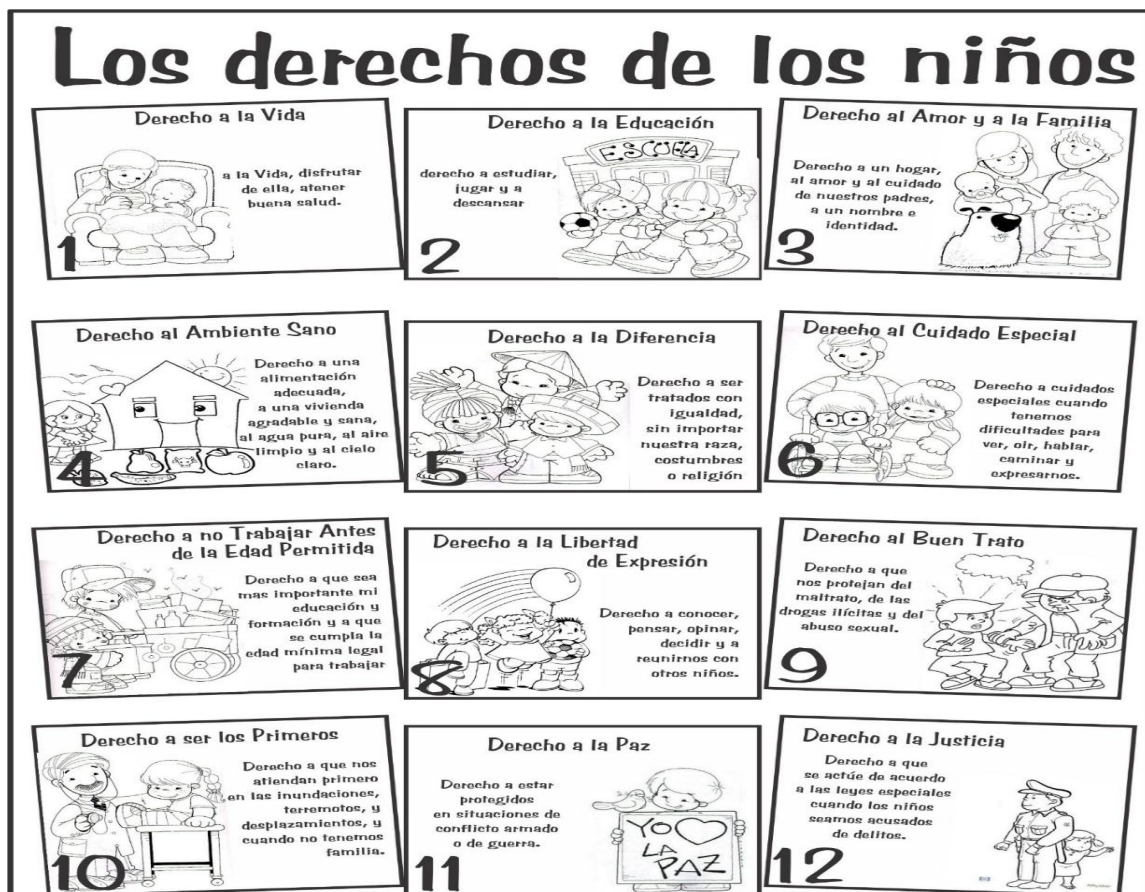 Los derechos de los niños
Derecho a la Vida
a la Vida, disfrutar
de ella, atener
buena salud.
1
Derecho a la Educación
ESCUELA
derecho a estudiar,
jugar y a
descansar
2
Derecho al Amor y a la Familia
Derecho a un hogar,
al amor y al cuidado
de nuestros padres,
a un nombre e
identidad.
3
Derecho al Ambiente Sano
Derecho a una
alimentación
adecuada,
a una vivienda
agradable y sana,
al agua pura, al aire
limpio y al cielo
claro.
4
Derecho a la Diferencia
Derecho a ser
tratados con
igualdad,
sin importar
nuestra raza,
costumbres
o religión
5
Derecho al Cuidado Especial
Derecho a cuidados
especiales cuando
tenemos
dificultades para
ver, oir, hablar,
caminar y
expresarnos.
6
Derecho a no Trabajar Antes
de la Edad Permitida
Derecho a que sea
mas importante mi
educación y
formación y a que
se cumpla la
edad mínima legal
para trabajar
7
Derecho a la Libertad
de Expresión
Derecho a conocer,
pensar, opinar,
decidir y a
reunirnos con
otros niños.
8
Derecho al Buen Trato
Derecho a que
nos protejan del
maltrato, de las
drogas ilícitas y del
abuso sexual.
9
Derecho a ser los Primeros
Derecho a que nos
atiendan primero
en las inundaciones,
terremotos, y
desplazamientos, y
cuando no tenemos
familia.
10
Derecho a la Paz
Derecho a estar
protegidos
en situaciones de
conflicto armado
o de guerra.
YO
LA
PAZ
11
Derecho a la Justicia
Derecho a que
se actúe de acuerdo
a las leyes especiales
cuando los niños
seamos acusados
de delitos.
12